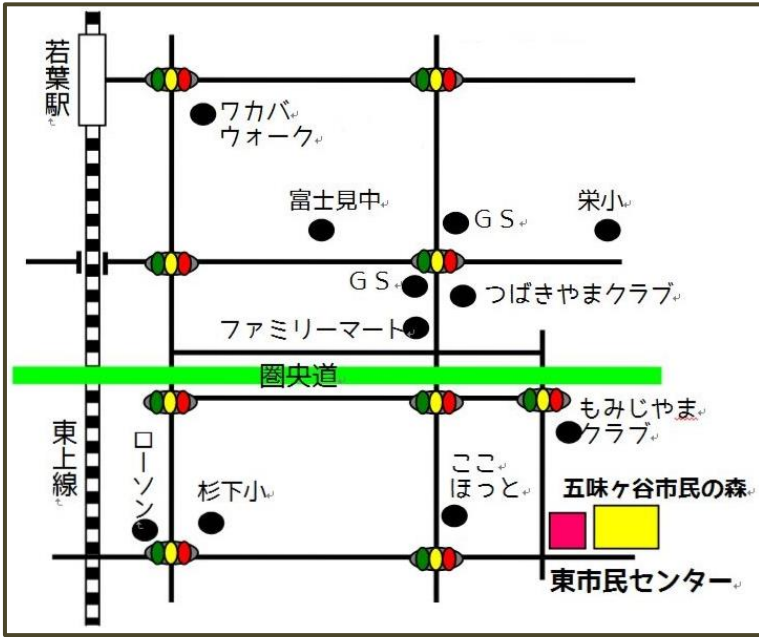 若葉駅
ワカバ
ウォーク
富士見中
GS
栄小
GS
つばきやまクラブ
ファミリーマート
圏央道
東上線
ローソン
杉下小
ここ
ほっと
もみじやま
クラブ
五味ヶ谷市民の森
東市民センター